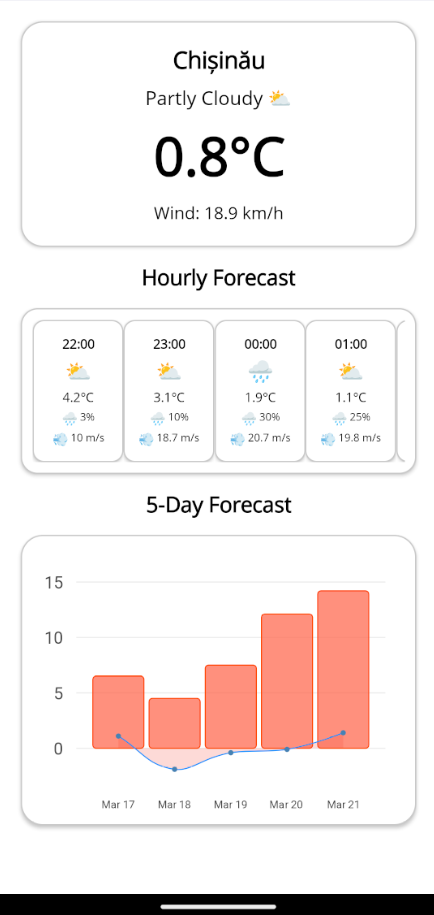 Chișinău
Partly Cloudy ⛅
0.8°C
Wind: 18.9 km/h
Hourly Forecast
22:00 23:00 00:00 01:00
4.2°C 3.1°C 1.9°C 1.1°C
3% 10% 30% 25%
10 m/s 18.7 m/s 20.7 m/s 19.8 m/s
5-Day Forecast
15
10
5
0
Mar 17 Mar 18 Mar 19 Mar 20 Mar 21